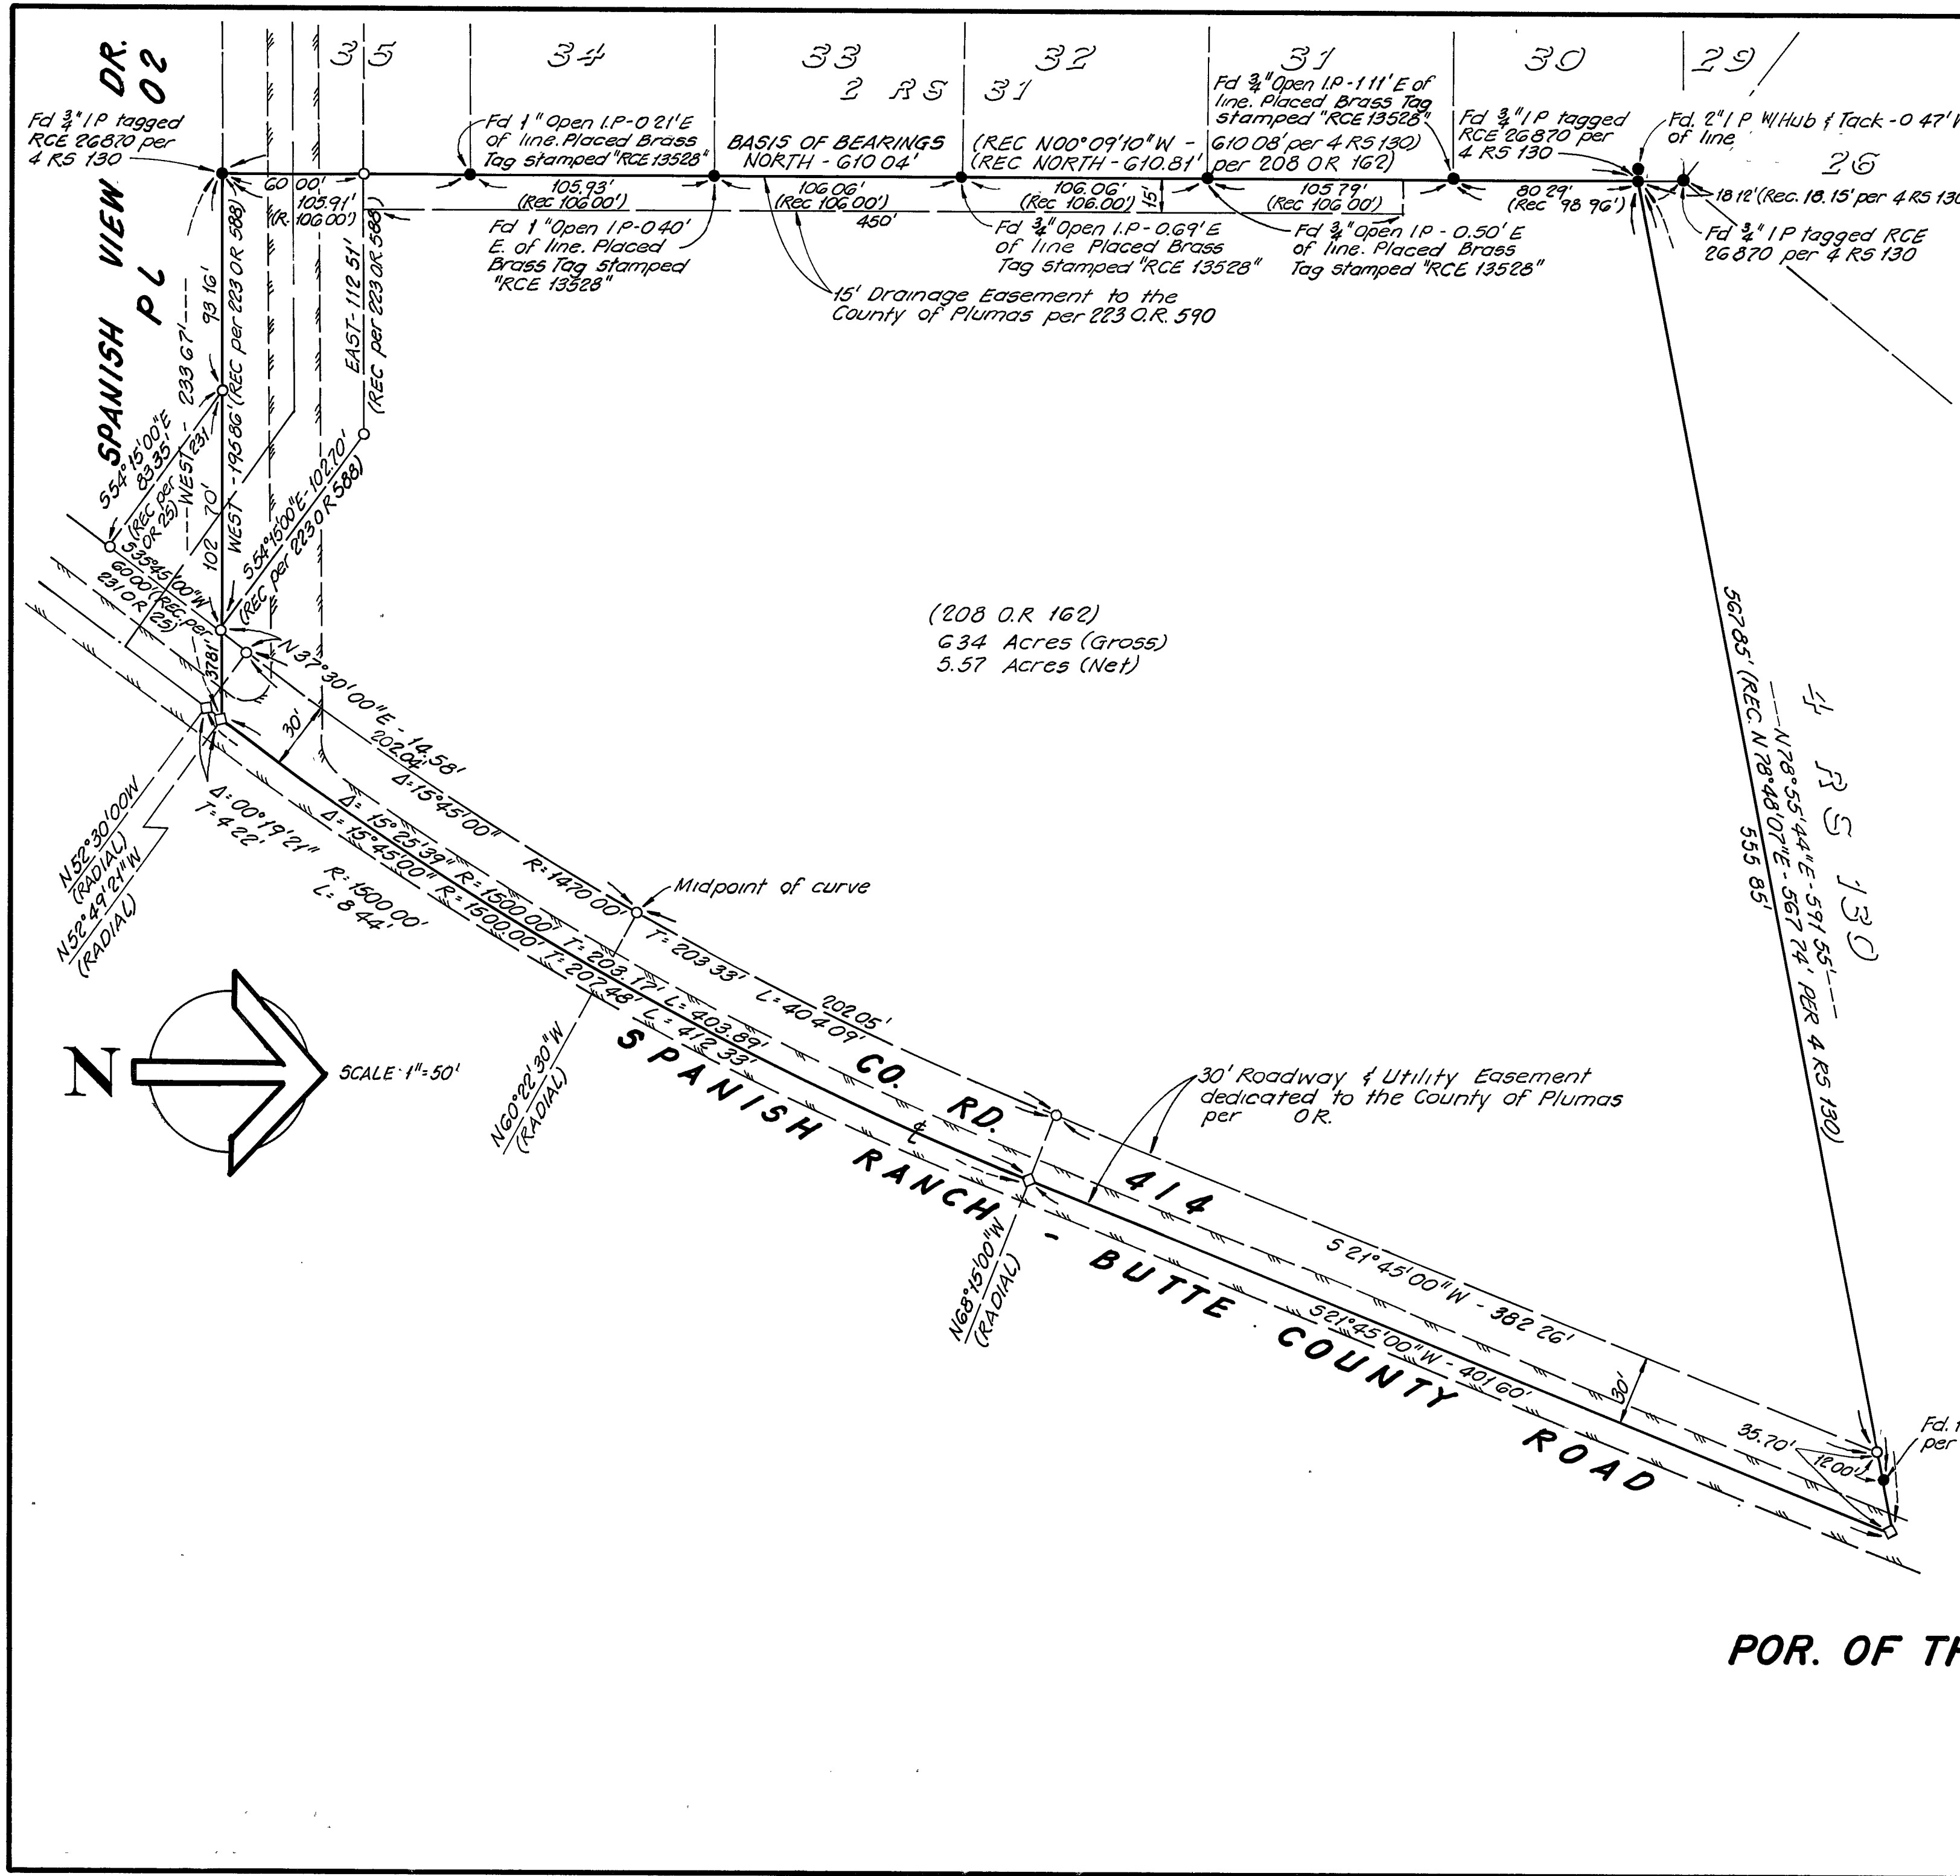 SPANISH VIEW DR.
PL 02
35
34
33
32
31
30
29
26
2 RS 31
Fd ¾" I P tagged
RCE 26870 per
4 RS 130
Fd 1" Open I.P-0 21' E
of line. Placed Brass
Tag stamped "RCE 13528"
BASIS OF BEARINGS
NORTH - 610 04'
(REC N00°09'10" W - 610 08' per 4 RS 130)
(REC NORTH - 610.81' per 208 OR 162)
Fd ¾" Open I.P-1 11' E of
line. Placed Brass Tag
stamped "RCE 13528"
Fd ¾" I P tagged
RCE 26870 per
4 RS 130
Fd. 2" I P W/Hub & Tack - 0 47' W
of line
60 00'
105.91'
(R. 106 00')
105.93'
(Rec 106 00')
106.06'
(Rec 106 00')
106.06'
(Rec 106.00')
15'
105 79'
(Rec 106 00')
80 29'
(Rec 98 96')
18 12' (Rec. 18.15' per 4 RS 130
450'
Fd 1" Open I P-0 40'
E. of line. Placed
Brass Tag stamped
"RCE 13528"
Fd ¾" Open I.P - 0.69' E
of line Placed Brass
Tag stamped "RCE 13528"
Fd ¾" Open I P - 0.50' E
of line. Placed Brass
Tag stamped "RCE 13528"
Fd ¾" I P tagged RCE
26870 per 4 RS 130
15' Drainage Easement to the
County of Plumas per 223 O.R. 590
93 16'
WEST - 195 86' (REC per 223 OR 588)
---WEST--- 233 67'----
102 70'
EAST - 112 51'
(REC per 223 OR 588)
S54°15'00"E
83 35'
(REC per 231
OR 25)
S54°15'00"E - 102.70'
(REC per 223 OR 588)
S35°45'00"W
60 00' (REC. per
231 OR 25)
37 81'
N37°30'00"E - 14.58'
30'
(208 O.R 162)
6 34 Acres (Gross)
5.57 Acres (Net)
567 85' (REC. N78°48'07"E - 567 74' PER 4 RS 130)
----N78°55'44"E - 591 55'----
555 85'
4 RS 130
N52°30'00W
(RADIAL)
N52°49'21"W
(RADIAL)
Δ=00°19'21"
T=4 22'
R=1500 00'
L=8 44'
202.04'
Δ=15°45'00"
R=1470 00'
Midpoint of curve
T=203 33'
L=404 09'
202 05'
Δ=15°25'39" R=1500 00' T=203.17' L=403.89'
Δ=15°45'00" R=1500.00' T=207 48' L=412 33'
N60°22'30"W
(RADIAL)
N
SCALE · 1"=50'
CO. RD. 414
SPANISH RANCH - BUTTE COUNTY ROAD
℄
30' Roadway & Utility Easement
dedicated to the County of Plumas
per O R.
N68°15'00"W
(RADIAL)
S 21°45'00"W - 382 26'
S21°45'00"W - 401 60'
30'
35.70'
12 00'
Fd.
per
POR. OF